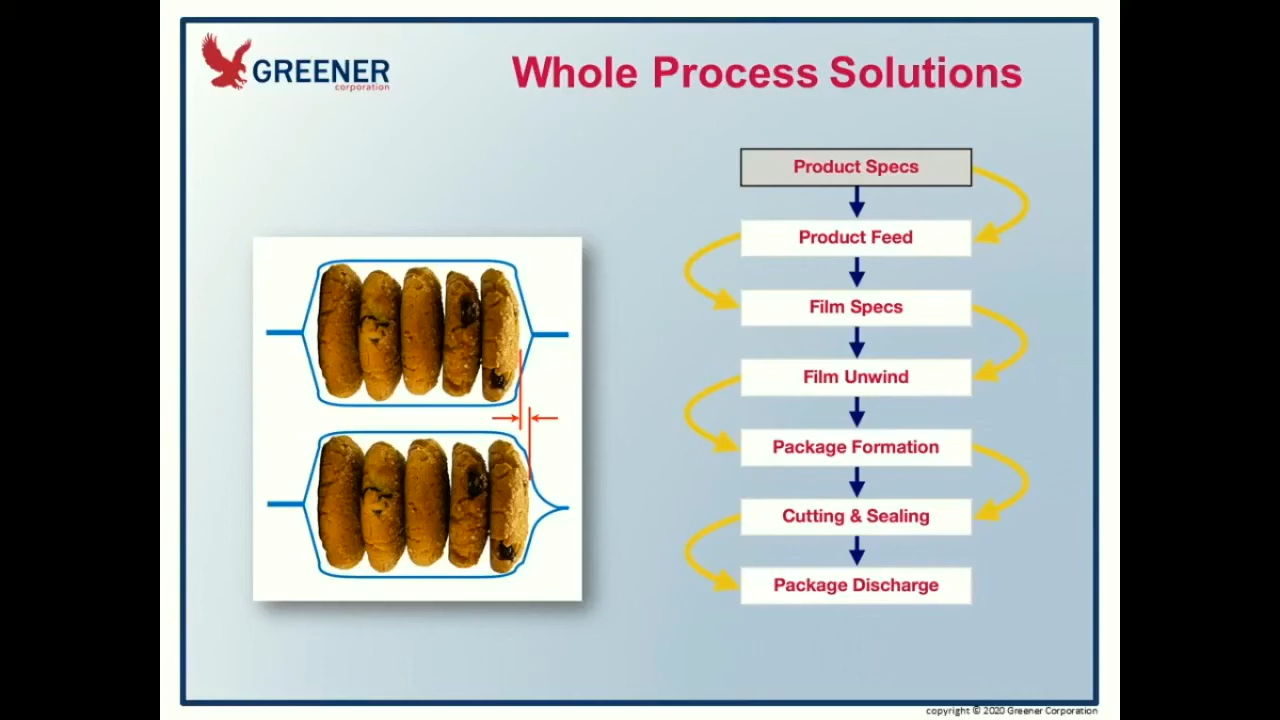 GREENER
corporation
Whole Process Solutions
Product Specs
Product Feed
Film Specs
Film Unwind
Package Formation
Cutting & Sealing
Package Discharge
copyright © 2020 Greener Corporation